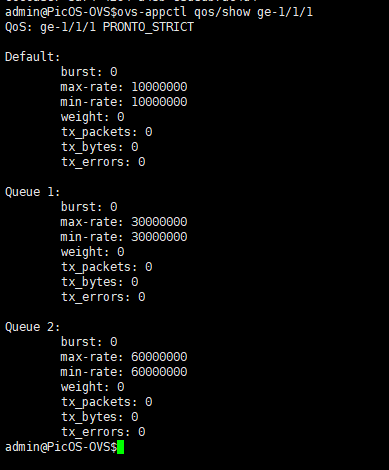 admin@PicOS-OVS$ovs-appctl qos/show ge-1/1/1
QoS: ge-1/1/1 PRONTO_STRICT

Default:
        burst: 0
        max-rate: 10000000
        min-rate: 10000000
        weight: 0
        tx_packets: 0
        tx_bytes: 0
        tx_errors: 0

Queue 1:
        burst: 0
        max-rate: 30000000
        min-rate: 30000000
        weight: 0
        tx_packets: 0
        tx_bytes: 0
        tx_errors: 0

Queue 2:
        burst: 0
        max-rate: 60000000
        min-rate: 60000000
        weight: 0
        tx_packets: 0
        tx_bytes: 0
        tx_errors: 0
admin@PicOS-OVS$